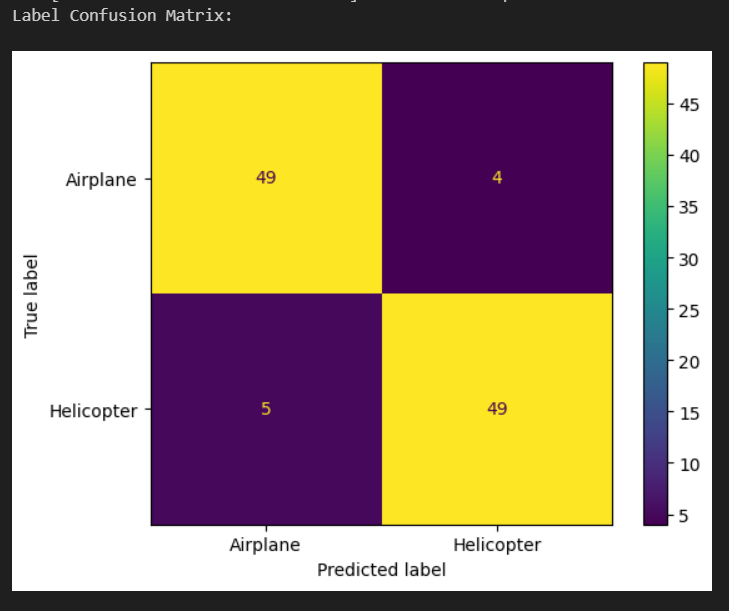 Label Confusion Matrix:
45
Airplane
49
4
40
35
30
True label
25
20
Helicopter
5
49
15
10
5
Airplane
Helicopter
Predicted label